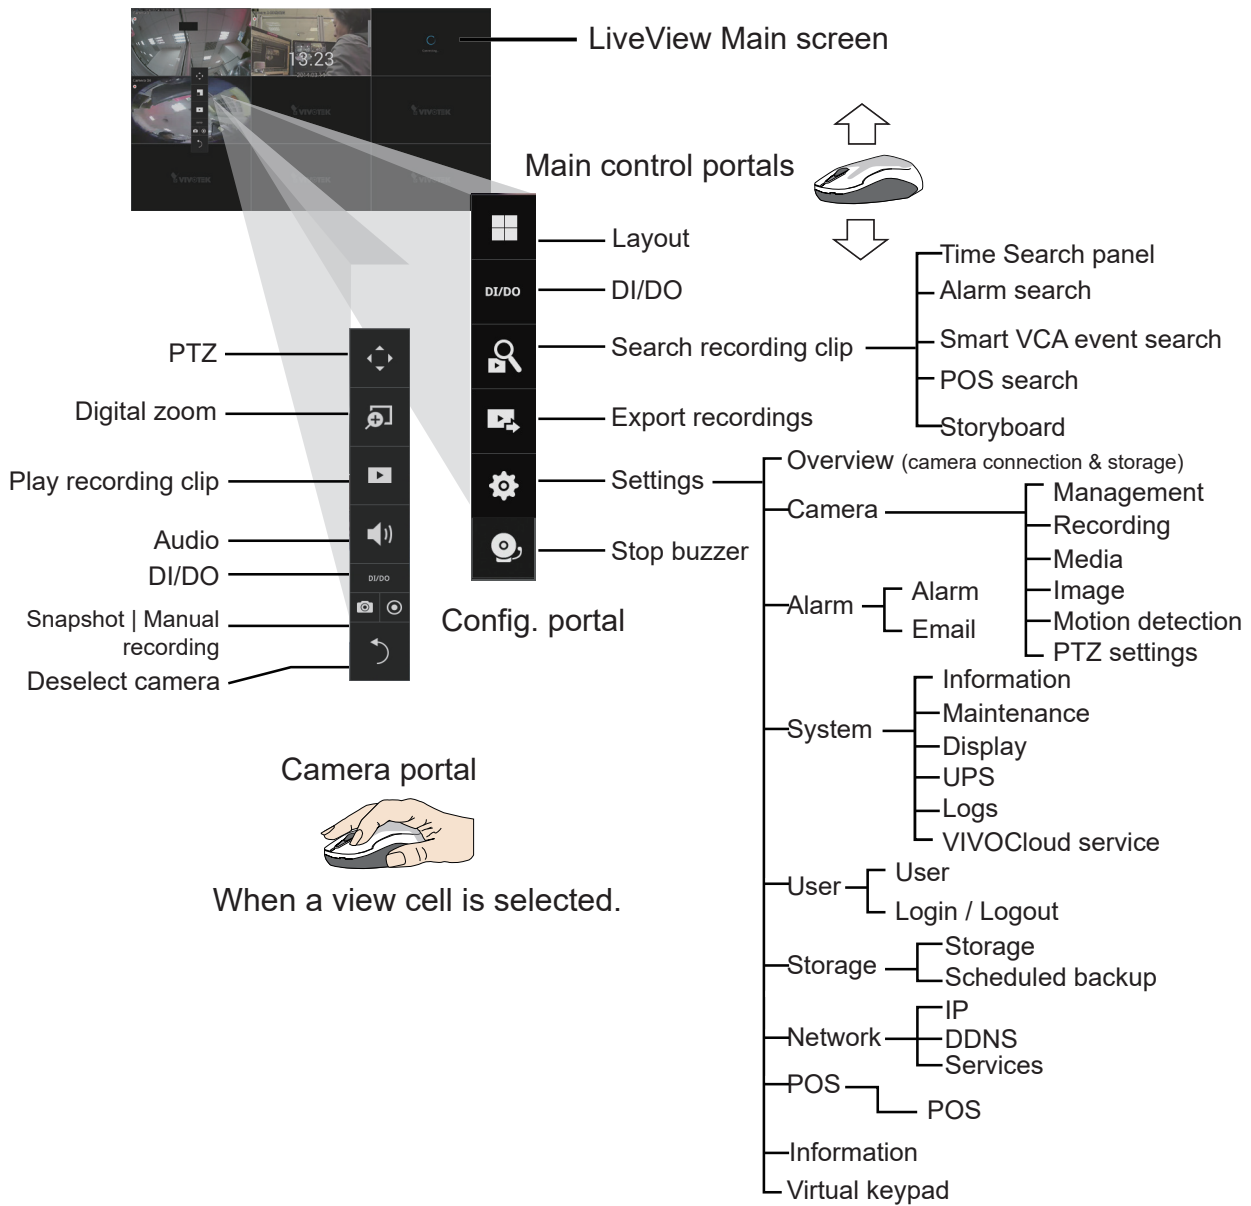 LiveView Main screen
13:23
VIVOTEK
VIVOTEK
VIVOTEK
Main control portals
Layout
DI/DO
DI/DO
Search recording clip
Export recordings
Settings
Stop buzzer
Config. portal
Time Search panel
Alarm search
Smart VCA event search
POS search
Storyboard
PTZ
Digital zoom
Play recording clip
Audio
DI/DO
DI/DO
Snapshot | Manual
recording
Deselect camera
Camera portal
When a view cell is selected.
Overview (camera connection & storage)
Camera
Management
Recording
Media
Image
Motion detection
PTZ settings
Alarm
Alarm
Email
System
Information
Maintenance
Display
UPS
Logs
VIVOCloud service
User
User
Login / Logout
Storage
Storage
Scheduled backup
Network
IP
DDNS
Services
POS
POS
Information
Virtual keypad